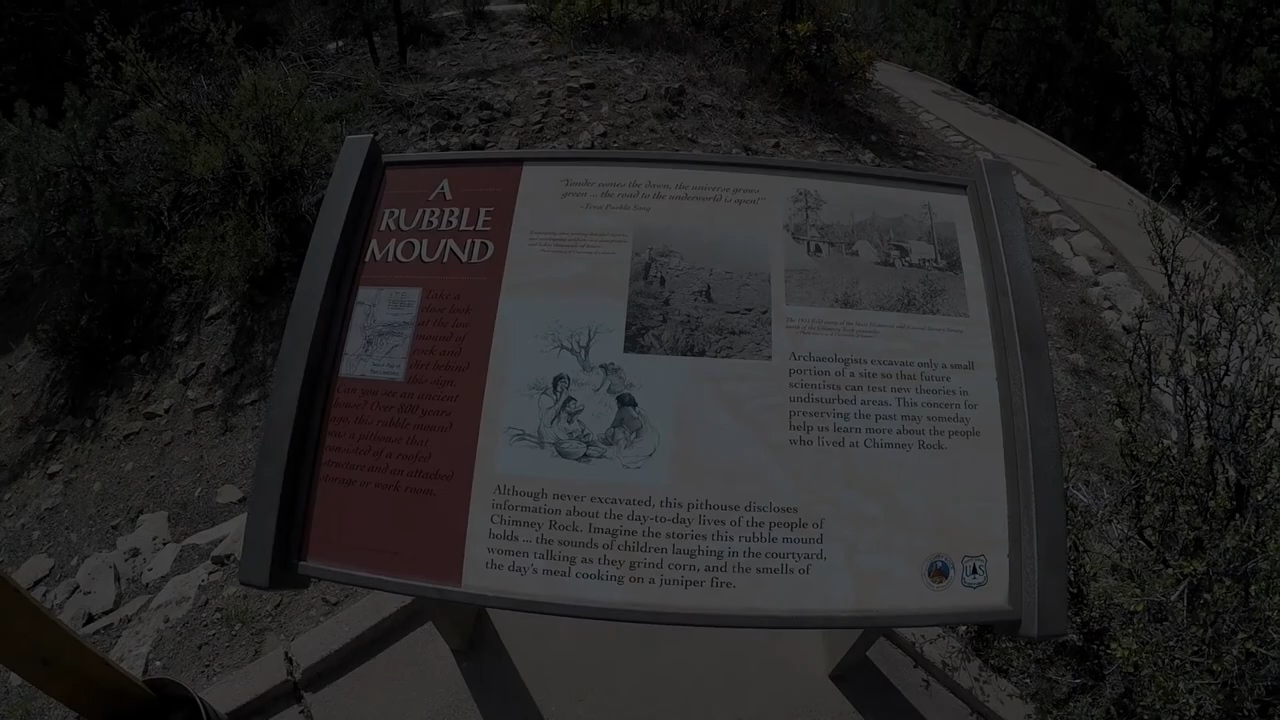 A
RUBBLE
MOUND
Take a
close look
at the low
mound of
rock and
dirt behind
this sign.
Can you see an ancient
house? Over 800 years
ago, this rubble mound
was a pithouse that
consisted of a roofed
structure and an attached
storage or work room.
"Yonder comes the dawn, the universe grows
green ... the road to the underworld is open!"
-Tewa Pueblo Song
Archaeologists excavate only a small
portion of a site so that future
scientists can test new theories in
undisturbed areas. This concern for
preserving the past may someday
help us learn more about the people
who lived at Chimney Rock.
Although never excavated, this pithouse discloses
information about the day-to-day lives of the people of
Chimney Rock. Imagine the stories this rubble mound
holds ... the sounds of children laughing in the courtyard,
women talking as they grind corn, and the smells of
the day's meal cooking on a juniper fire.
UAS